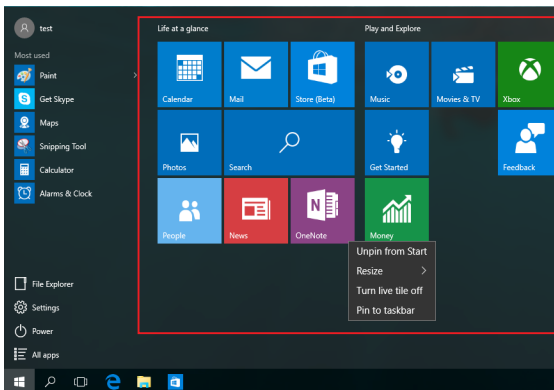 test
Most used
Paint
Get Skype
Maps
Snipping Tool
Calculator
Alarms & Clock
File Explorer
Settings
Power
All apps
Life at a glance
Play and Explore
Calendar
Mail
Store (Beta)
Music
Movies & TV
Xbox
Photos
Search
Get Started
Feedback
People
News
OneNote
Money
Unpin from Start
Resize
Turn live tile off
Pin to taskbar